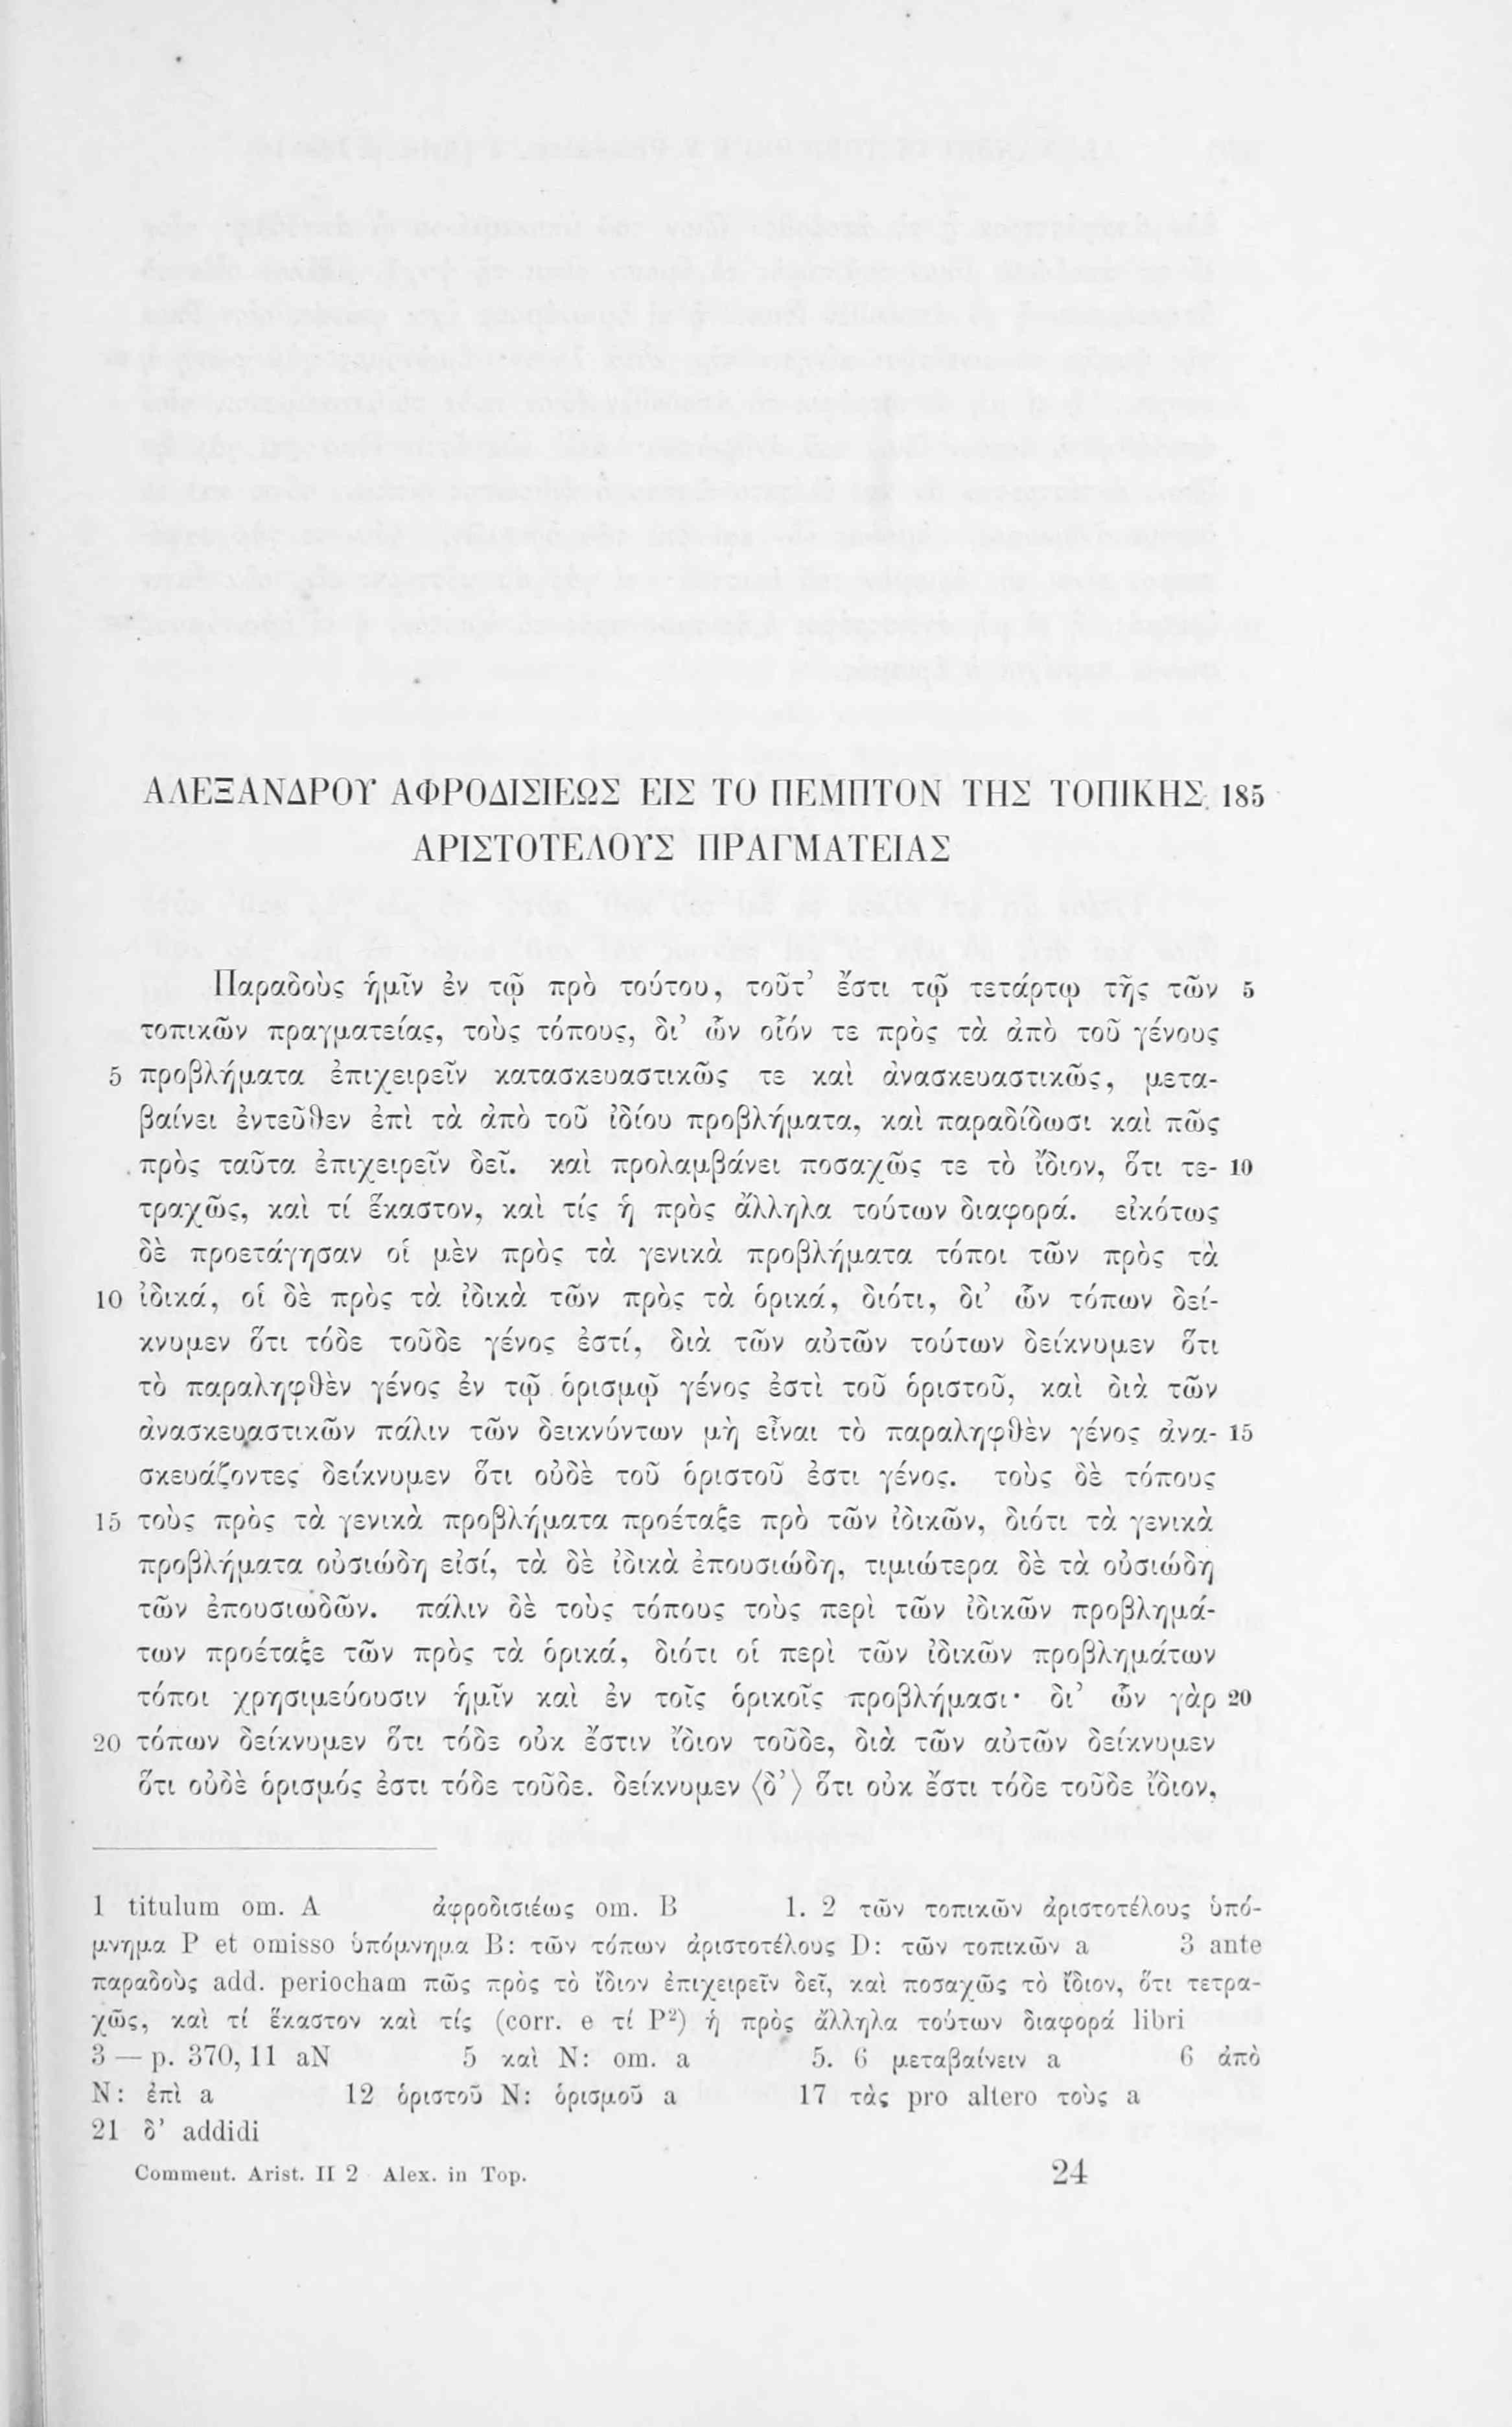 ΑΛΕΞΑΝΔΡΟΥ ΑΦΡΟΔΙΣΙΕΩΣ ΕΙΣ ΤΟ ΠΕΜΠΤΟΝ ΤΗΣ ΤΟΠΙΚΗΣ 185
ΑΡΙΣΤΟΤΕΛΟΥΣ ΠΡΑΓΜΑΤΕΙΑΣ
Παραδοὺς ἡμῖν ἐν τῷ πρὸ τούτου, τοῦτ’ ἔστι τῷ τετάρτῳ τῆς τῶν 5
τοπικῶν πραγματείας, τοὺς τόπους, δι’ ὧν οἷόν τε πρὸς τὰ ἀπὸ τοῦ γένους
5 προβλήματα ἐπιχειρεῖν κατασκευαστικῶς τε καὶ ἀνασκευαστικῶς, μετα-
βαίνει ἐντεῦθεν ἐπὶ τὰ ἀπὸ τοῦ ἰδίου προβλήματα, καὶ παραδίδωσι καὶ πῶς
πρὸς ταῦτα ἐπιχειρεῖν δεῖ. καὶ προλαμβάνει ποσαχῶς τε τὸ ἴδιον, ὅτι τε- 10
τραχῶς, καὶ τί ἕκαστον, καὶ τίς ἡ πρὸς ἄλληλα τούτων διαφορά. εἰκότως
δὲ προετάγησαν οἱ μὲν πρὸς τὰ γενικὰ προβλήματα τόποι τῶν πρὸς τὰ
10 ἰδικά, οἱ δὲ πρὸς τὰ ἰδικὰ τῶν πρὸς τὰ ὁρικά, διότι, δι’ ὧν τόπων δεί-
κνυμεν ὅτι τόδε τοῦδε γένος ἐστί, διὰ τῶν αὐτῶν τούτων δείκνυμεν ὅτι
τὸ παραληφθὲν γένος ἐν τῷ ὁρισμῷ γένος ἐστὶ τοῦ ὁριστοῦ, καὶ διὰ τῶν
ἀνασκευαστικῶν πάλιν τῶν δεικνύντων μὴ εἶναι τὸ παραληφθὲν γένος ἀνα- 15
σκευάζοντες δείκνυμεν ὅτι οὐδὲ τοῦ ὁριστοῦ ἐστι γένος. τοὺς δὲ τόπους
15 τοὺς πρὸς τὰ γενικὰ προβλήματα προέταξε πρὸ τῶν ἰδικῶν, διότι τὰ γενικὰ
προβλήματα οὐσιώδη εἰσί, τὰ δὲ ἰδικὰ ἐπουσιώδη, τιμιώτερα δὲ τὰ οὐσιώδη
τῶν ἐπουσιωδῶν. πάλιν δὲ τοὺς τόπους τοὺς περὶ τῶν ἰδικῶν προβλημά-
των προέταξε τῶν πρὸς τὰ ὁρικά, διότι οἱ περὶ τῶν ἰδικῶν προβλημάτων
τόποι χρησιμεύουσιν ἡμῖν καὶ ἐν τοῖς ὁρικοῖς προβλήμασι· δι’ ὧν γὰρ 20
20 τόπων δείκνυμεν ὅτι τόδε οὐκ ἔστιν ἴδιον τοῦδε, διὰ τῶν αὐτῶν δείκνυμεν
ὅτι οὐδὲ ὁρισμός ἐστι τόδε τοῦδε. δείκνυμεν ⟨δ’⟩ ὅτι οὐκ ἔστι τόδε τοῦδε ἴδιον,
1 titulum om. A ἀφροδισιέως om. B 1. 2 τῶν τοπικῶν ἀριστοτέλους ὑπό-
μνημα P et omisso ὑπόμνημα B: τῶν τόπων ἀριστοτέλους D: τῶν τοπικῶν a 3 ante
παραδοὺς add. periocham πῶς πρὸς τὸ ἴδιον ἐπιχειρεῖν δεῖ, καὶ ποσαχῶς τὸ ἴδιον, ὅτι τετρα-
χῶς, καὶ τί ἕκαστον καὶ τίς (corr. e τί P²) ἡ πρὸς ἄλληλα τούτων διαφορά libri
3 — p. 370, 11 aN 5 καὶ N: om. a 5. 6 μεταβαίνειν a 6 ἀπὸ
N: ἐπὶ a 12 ὁριστοῦ N: ὁρισμοῦ a 17 τὰς pro altero τοὺς a
21 δ’ addidi
Comment. Arist. II 2 Alex. in Top. 24